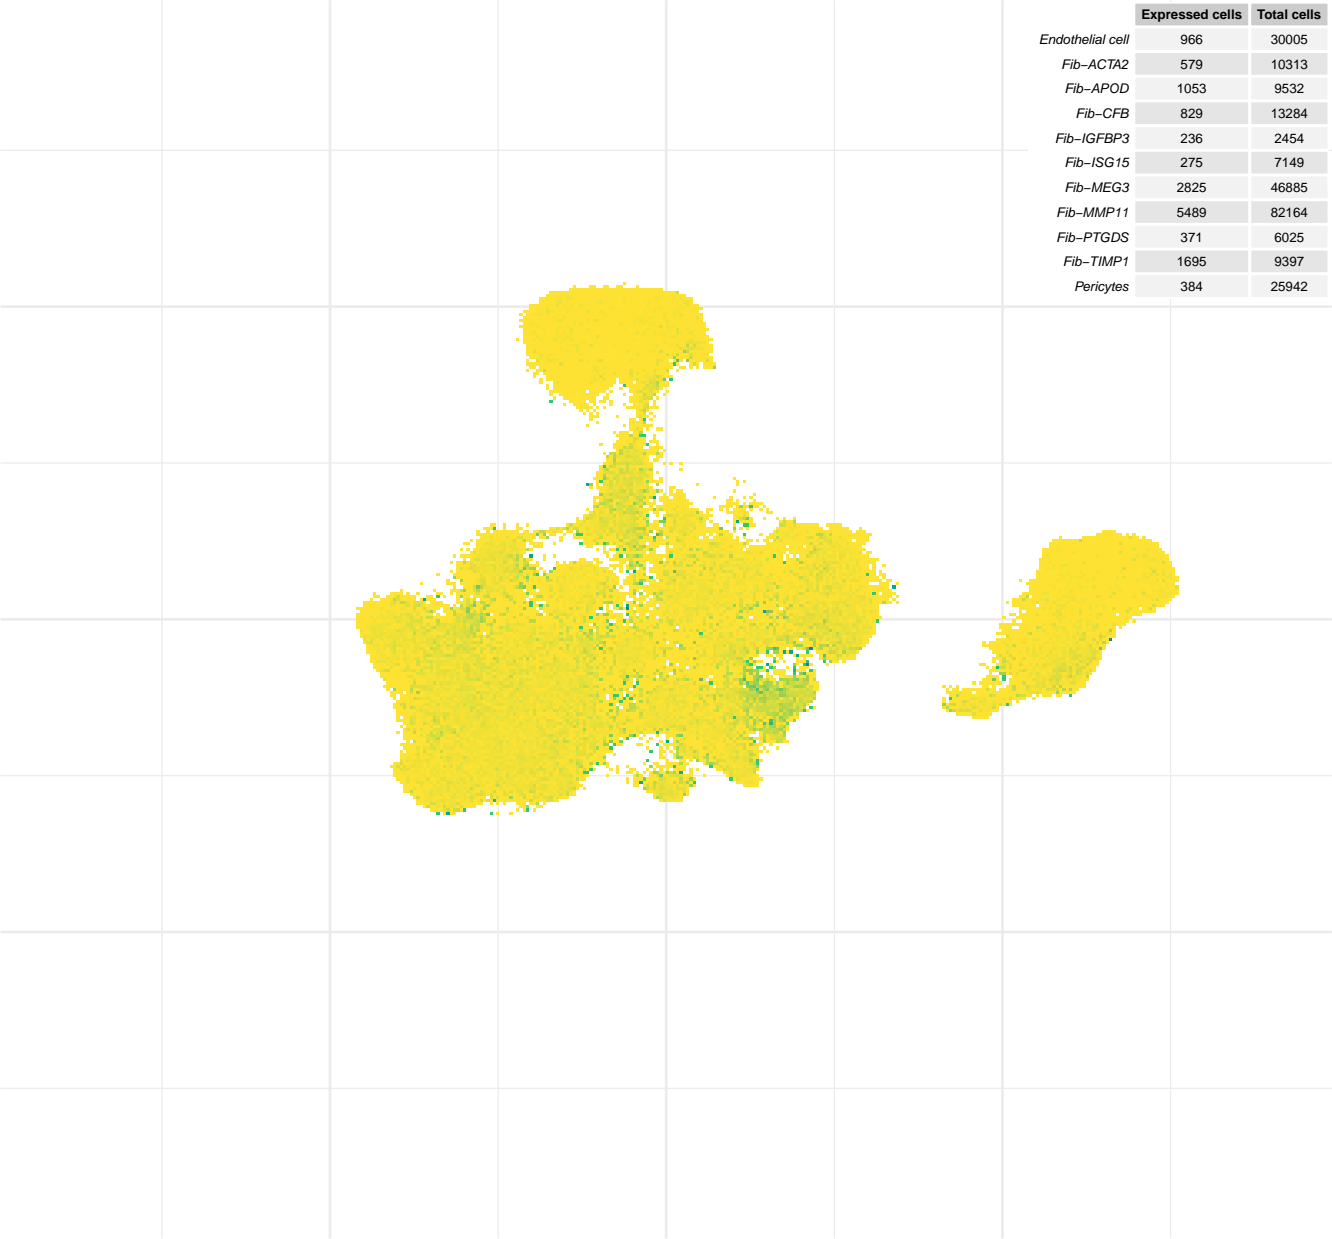 Expressed cells Total cells
Endothelial cell 966 30005
Fib−ACTA2 579 10313
Fib−APOD 1053 9532
Fib−CFB 829 13284
Fib−IGFBP3 236 2454
Fib−ISG15 275 7149
Fib−MEG3 2825 46885
Fib−MMP11 5489 82164
Fib−PTGDS 371 6025
Fib−TIMP1 1695 9397
Pericytes 384 25942